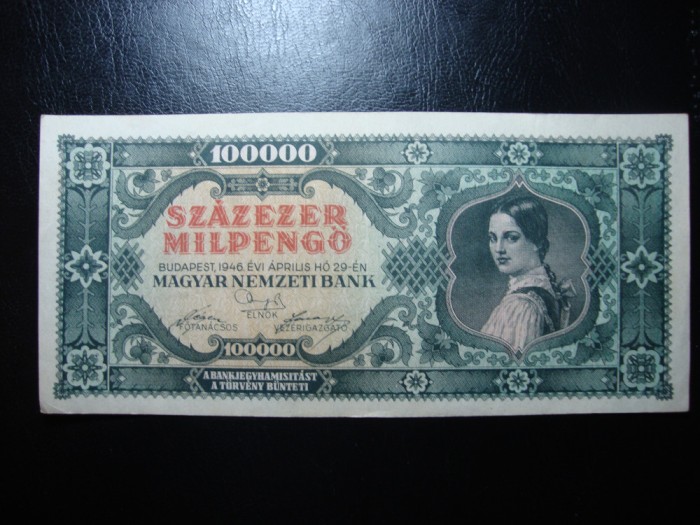 100000
SZÁZEZER
MILPENGŐ
BUDAPEST, 1946. ÉVI ÁPRILIS HÓ 29-ÉN
MAGYAR NEMZETI BANK
ELNÖK
FŐTANÁCSOS VEZÉRIGAZGATÓ
100000
A BANKJEGYHAMISITÁST
A TÖRVÉNY BÜNTETI